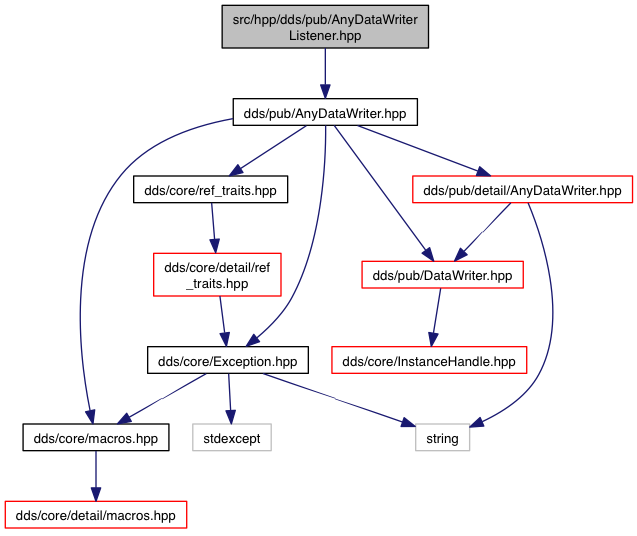 src/hpp/dds/pub/AnyDataWriter
Listener.hpp
dds/pub/AnyDataWriter.hpp
dds/core/ref_traits.hpp
dds/pub/detail/AnyDataWriter.hpp
dds/core/detail/ref
_traits.hpp
dds/pub/DataWriter.hpp
dds/core/Exception.hpp
dds/core/InstanceHandle.hpp
dds/core/macros.hpp
stdexcept
string
dds/core/detail/macros.hpp